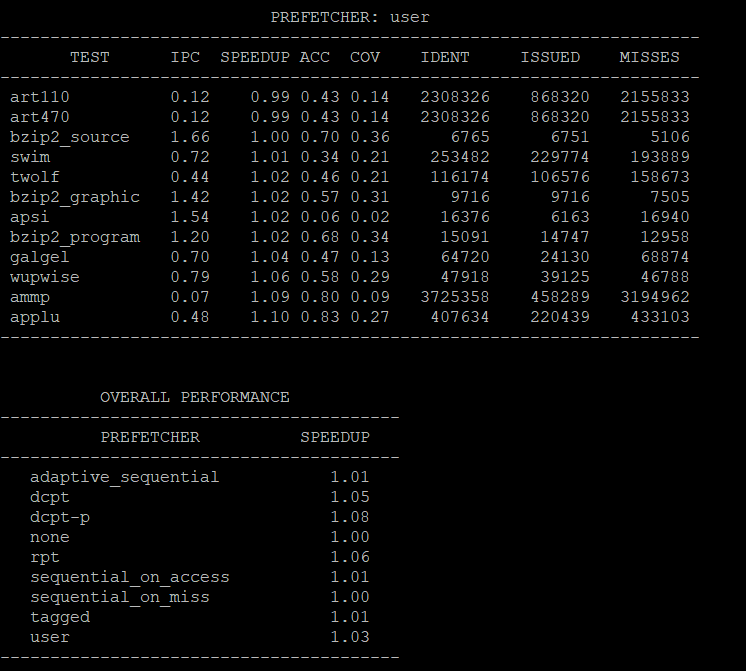 PREFETCHER: user
----------------------------------------------------------------------
TEST IPC SPEEDUP ACC COV IDENT ISSUED MISSES
----------------------------------------------------------------------
art110 0.12 0.99 0.43 0.14 2308326 868320 2155833
art470 0.12 0.99 0.43 0.14 2308326 868320 2155833
bzip2_source 1.66 1.00 0.70 0.36 6765 6751 5106
swim 0.72 1.01 0.34 0.21 253482 229774 193889
twolf 0.44 1.02 0.46 0.21 116174 106576 158673
bzip2_graphic 1.42 1.02 0.57 0.31 9716 9716 7505
apsi 1.54 1.02 0.06 0.02 16376 6163 16940
bzip2_program 1.20 1.02 0.68 0.34 15091 14747 12958
galgel 0.70 1.04 0.47 0.13 64720 24130 68874
wupwise 0.79 1.06 0.58 0.29 47918 39125 46788
ammp 0.07 1.09 0.80 0.09 3725358 458289 3194962
applu 0.48 1.10 0.83 0.27 407634 220439 433103
----------------------------------------------------------------------
OVERALL PERFORMANCE
----------------------------------------
PREFETCHER SPEEDUP
----------------------------------------
adaptive_sequential 1.01
dcpt 1.05
dcpt-p 1.08
none 1.00
rpt 1.06
sequential_on_access 1.01
sequential_on_miss 1.00
tagged 1.01
user 1.03
----------------------------------------